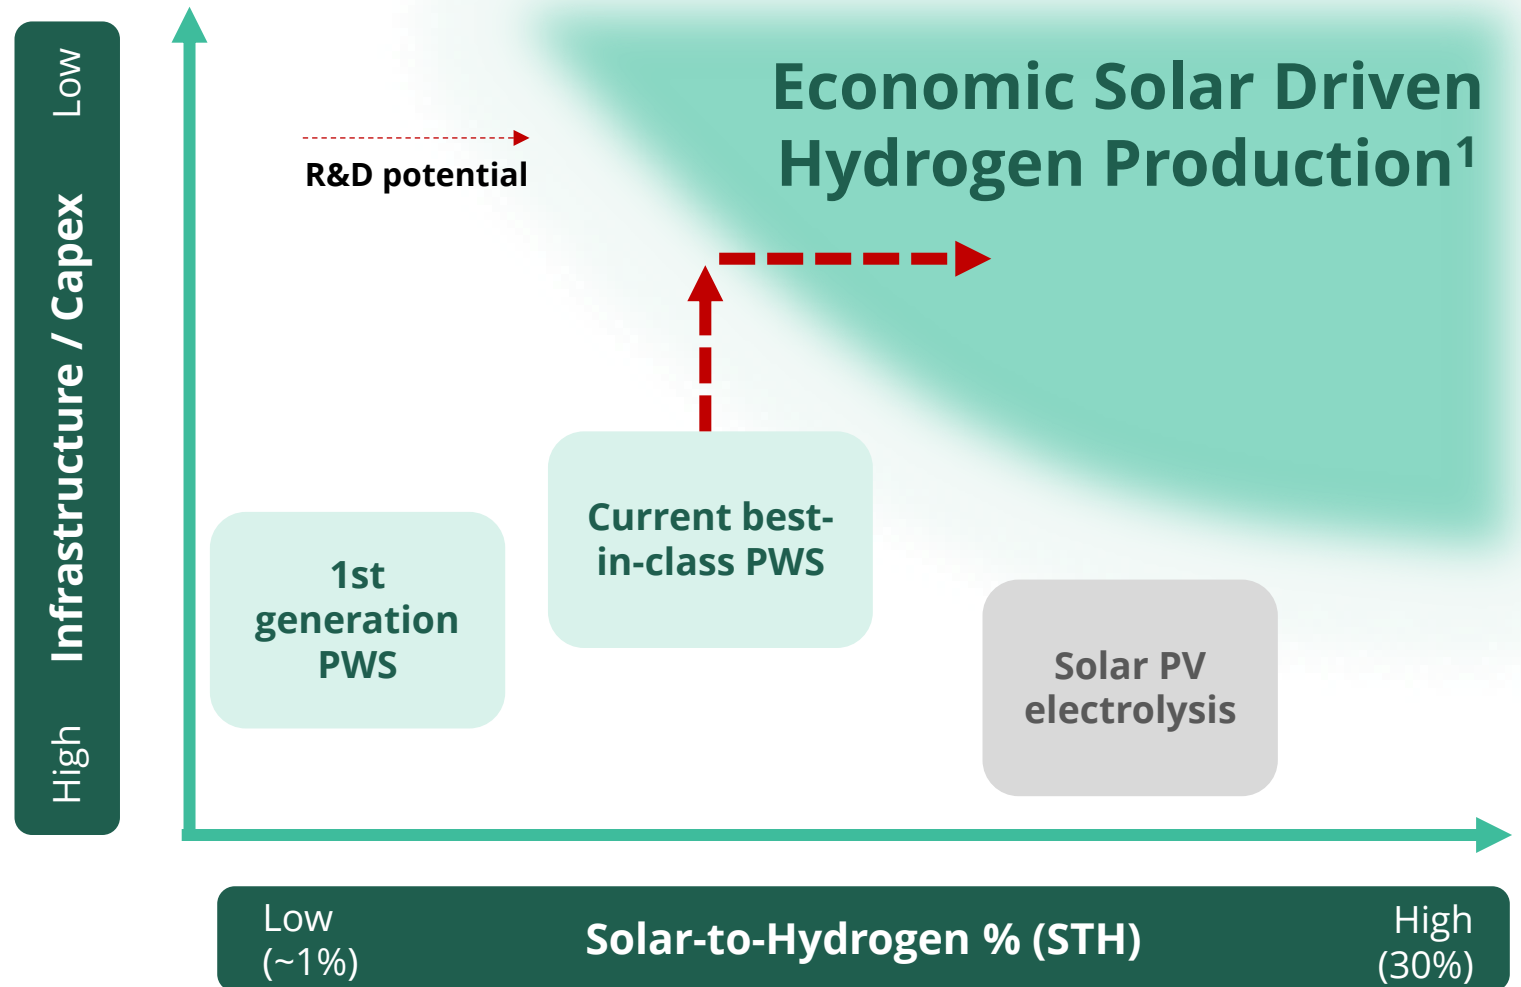 Economic Solar Driven
Hydrogen Production¹
R&D potential
Low
Infrastructure / Capex
High
Current best-
in-class PWS
1st
generation
PWS
Solar PV
electrolysis
Low
(~1%)
Solar-to-Hydrogen % (STH)
High
(30%)